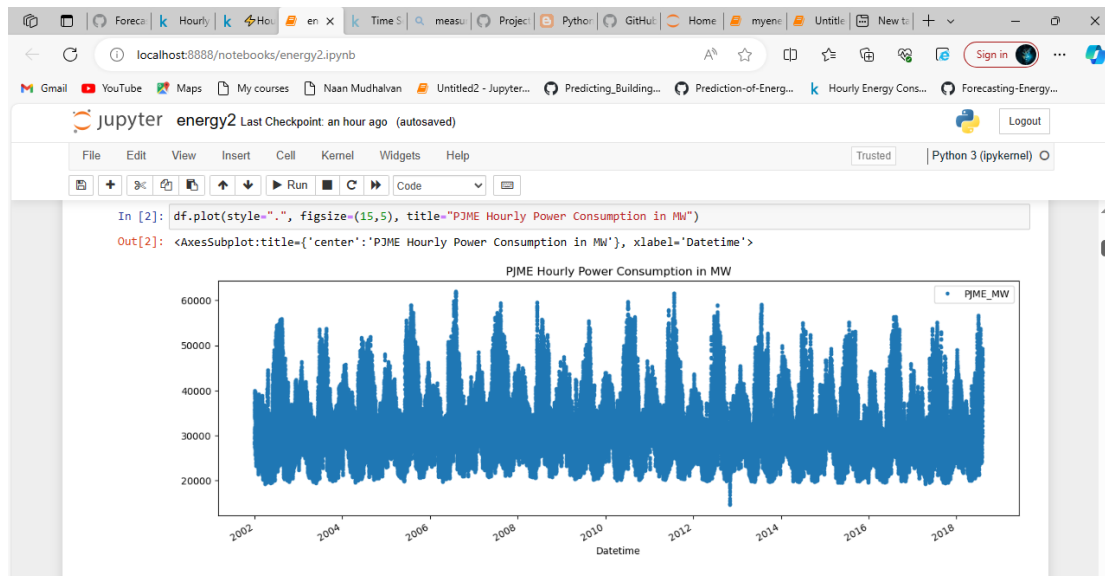 Foreca
Hourly
Hou
en
Time S
measu
Project
Pythor
GitHub
Home
myene
Untitle
New ta
localhost:8888/notebooks/energy2.ipynb
Sign in
Gmail
YouTube
Maps
My courses
Naan Mudhalvan
Untitled2 - Jupyter...
Predicting_Building...
Prediction-of-Energ...
Hourly Energy Cons...
Forecasting-Energy...
jupyter energy2 Last Checkpoint: an hour ago (autosaved)
Logout
File Edit View Insert Cell Kernel Widgets Help
Trusted
Python 3 (ipykernel)
Run
Code
In [2]: df.plot(style=".", figsize=(15,5), title="PJME Hourly Power Consumption in MW")
Out[2]: <AxesSubplot:title={'center':'PJME Hourly Power Consumption in MW'}, xlabel='Datetime'>
PJME Hourly Power Consumption in MW
PJME_MW
60000
50000
40000
30000
20000
2002 2004 2006 2008 2010 2012 2014 2016 2018
Datetime